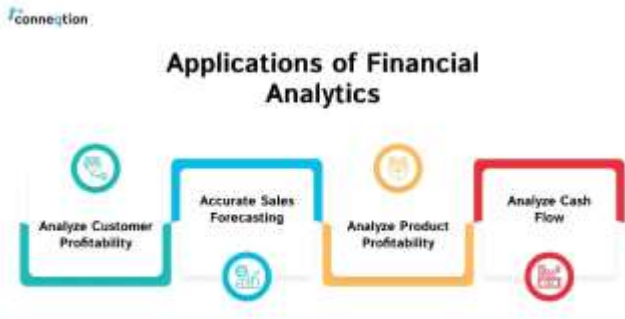 conneqtion
Applications of Financial
Analytics
Analyze Customer
Profitability
Accurate Sales
Forecasting
Analyze Product
Profitability
Analyze Cash
Flow